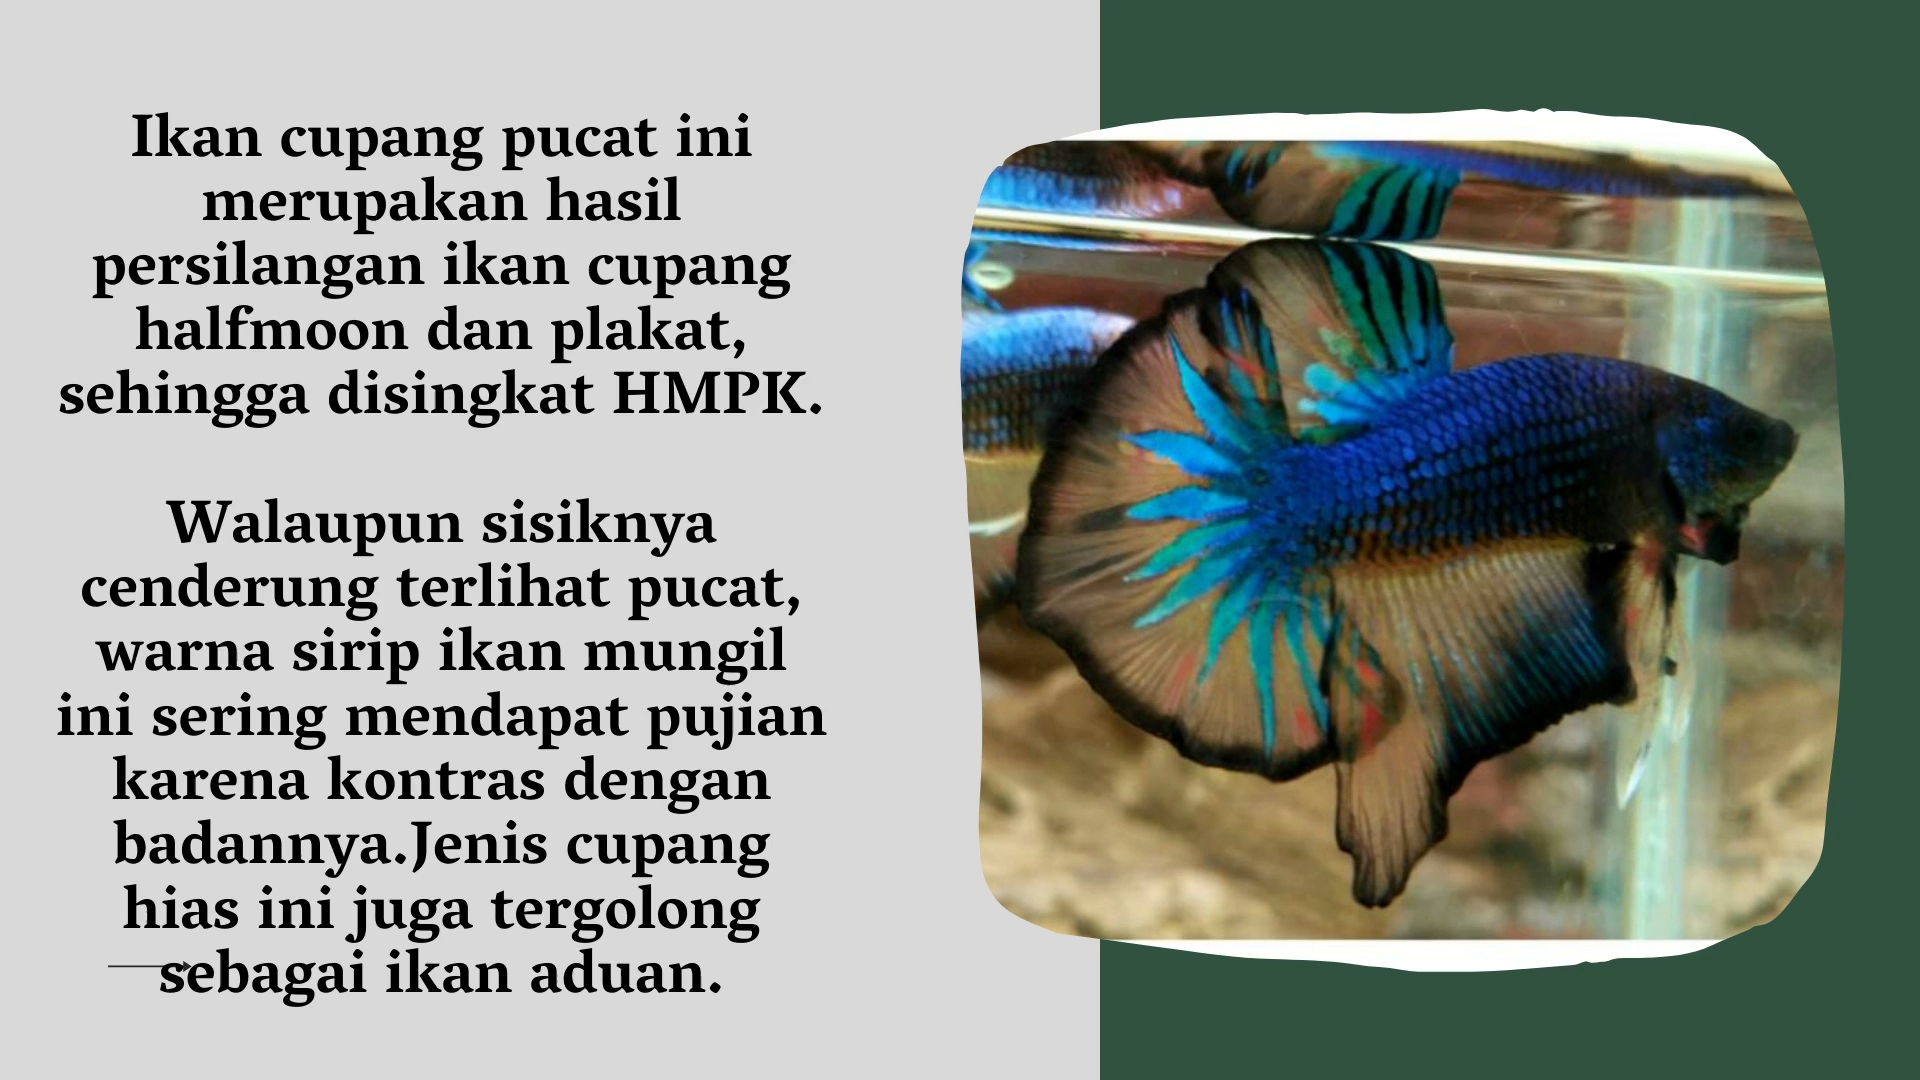 Ikan cupang pucat ini
merupakan hasil
persilangan ikan cupang
halfmoon dan plakat,
sehingga disingkat HMPK.
Walaupun sisiknya
cenderung terlihat pucat,
warna sirip ikan mungil
ini sering mendapat pujian
karena kontras dengan
badannya.Jenis cupang
hias ini juga tergolong
sebagai ikan aduan.